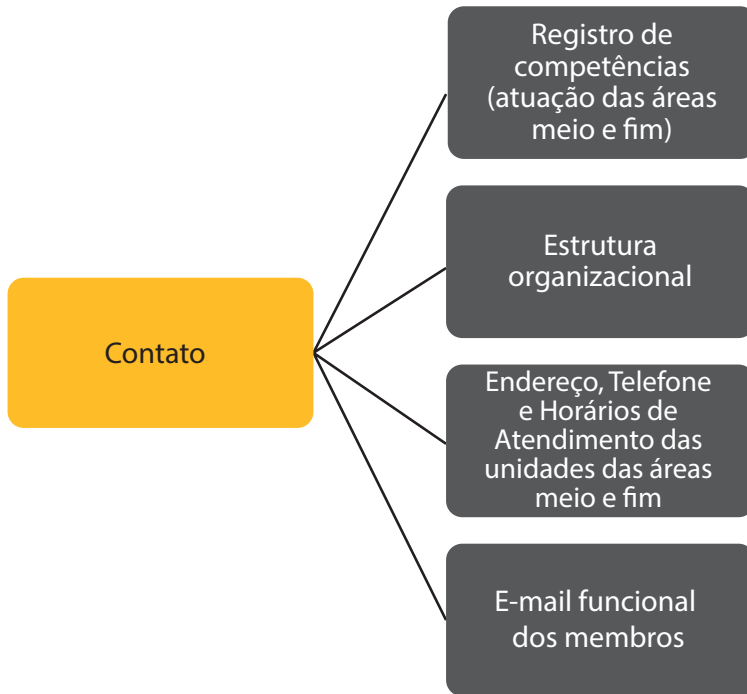 Registro de
competências
(atuação das áreas
meio e fim)
Estrutura
organizacional
Contato
Endereço, Telefone
e Horários de
Atendimento das
unidades das áreas
meio e fim
E-mail funcional
dos membros